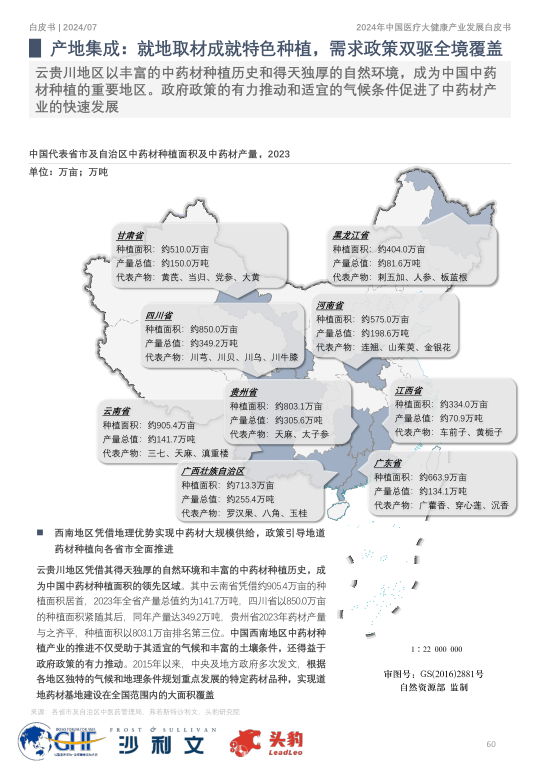 白皮书 | 2024/07
2024年中国医疗大健康产业发展白皮书
产地集成：就地取材成就特色种植，需求政策双驱全境覆盖
云贵川地区以丰富的中药材种植历史和得天独厚的自然环境，成为中国中药
材种植的重要地区。政府政策的有力推动和适宜的气候条件促进了中药材产
业的快速发展
中国代表省市及自治区中药材种植面积及中药材产量，2023
单位：万亩；万吨
甘肃省
种植面积：约510.0万亩
产量总值：约150.0万吨
代表产物：黄芪、当归、党参、大黄
黑龙江省
种植面积：约404.0万亩
产量总值：约81.6万吨
代表产物：刺五加、人参、板蓝根
四川省
种植面积：约850.0万亩
产量总值：约349.2万吨
代表产物：川芎、川贝、川乌、川牛膝
河南省
种植面积：约575.0万亩
产量总值：约198.6万吨
代表产物：连翘、山茱萸、金银花
贵州省
种植面积：约803.1万亩
产量总值：约305.6万吨
代表产物：天麻、太子参
江西省
种植面积：约334.0万亩
产量总值：约70.9万吨
代表产物：车前子、黄栀子
云南省
种植面积：约905.4万亩
产量总值：约141.7万吨
代表产物：三七、天麻、滇重楼
广西壮族自治区
种植面积：约713.3万亩
产量总值：约255.4万吨
代表产物：罗汉果、八角、玉桂
广东省
种植面积：约663.9万亩
产量总值：约134.1万吨
代表产物：广藿香、穿心莲、沉香
■ 西南地区凭借地理优势实现中药材大规模供给，政策引导地道
药材种植向各省市全面推进
云贵川地区凭借其得天独厚的自然环境和丰富的中药材种植历史，成
为中国中药材种植面积的领先区域。其中云南省凭借约905.4万亩的种
植面积居首，2023年全省产量总值约为141.7万吨，四川省以850.0万亩
的种植面积紧随其后，同年产量达349.2万吨，贵州省2023年药材产量
与之齐平，种植面积以803.1万亩排名第三位。中国西南地区中药材种
植产业的推进不仅受助于其适宜的气候和丰富的土壤条件，还得益于
政府政策的有力推动。2015年以来，中央及地方政府多次发文，根据
各地区独特的气候和地理条件规划重点发展的特定药材品种，实现道
地药材基地建设在全国范围内的大面积覆盖
1：22 000 000
审图号：GS(2016)2881号
自然资源部 监制
来源：各省市及自治区中医药管理局，弗若斯特沙利文，头豹研究院
GHF
FROST & SULLIVAN
沙利文
头豹
LeadLeo
60